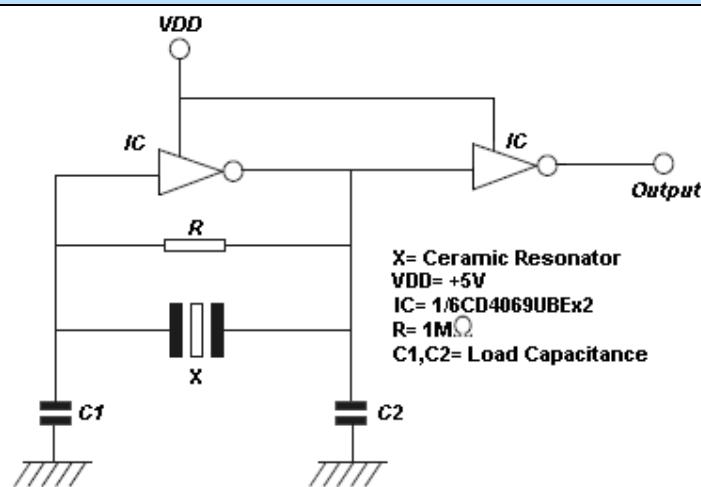 VDD
IC
IC
Output
R
X= Ceramic Resonator
VDD= +5V
IC= 1/6CD4069UBEx2
R= 1MΩ
C1,C2= Load Capacitance
X
C1
C2